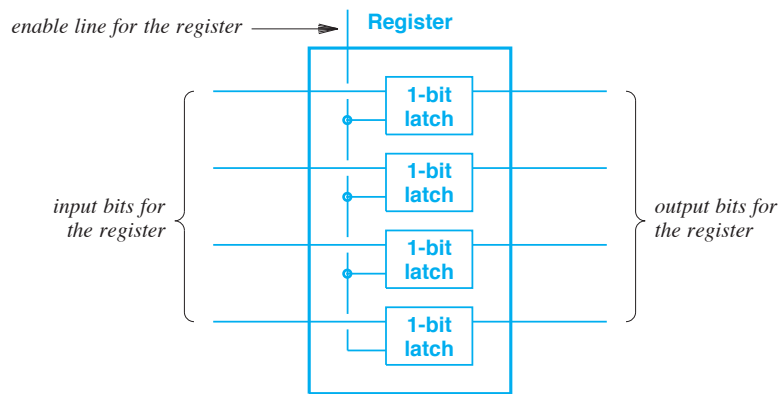 enable line for the register
Register
1-bit
latch
1-bit
latch
input bits for
the register
output bits for
the register
1-bit
latch
1-bit
latch